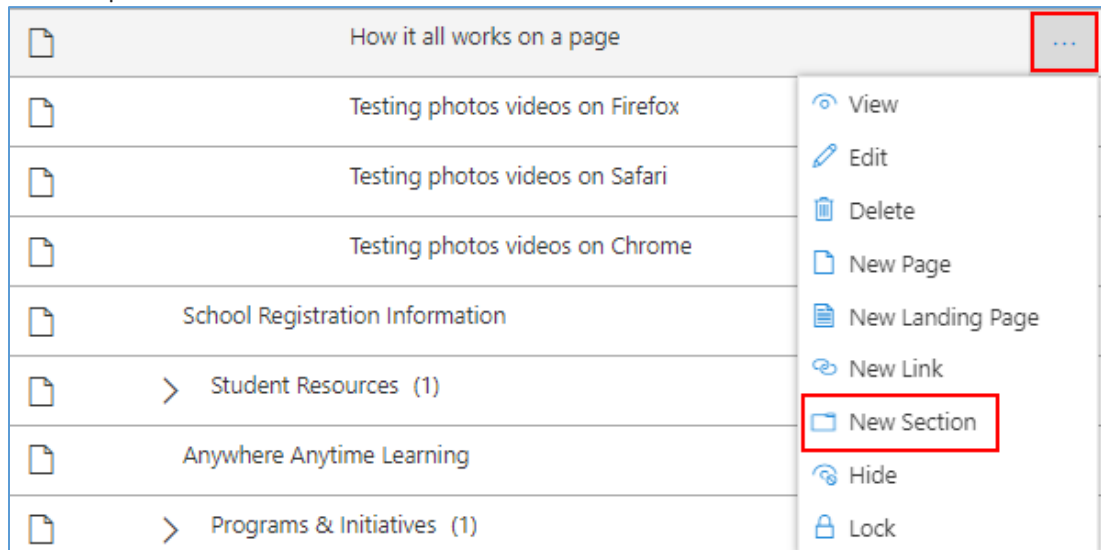 How it all works on a page
...
Testing photos videos on Firefox
View
Edit
Testing photos videos on Safari
Delete
Testing photos videos on Chrome
New Page
School Registration Information
New Landing Page
New Link
Student Resources (1)
New Section
Anywhere Anytime Learning
Hide
Programs & Initiatives (1)
Lock